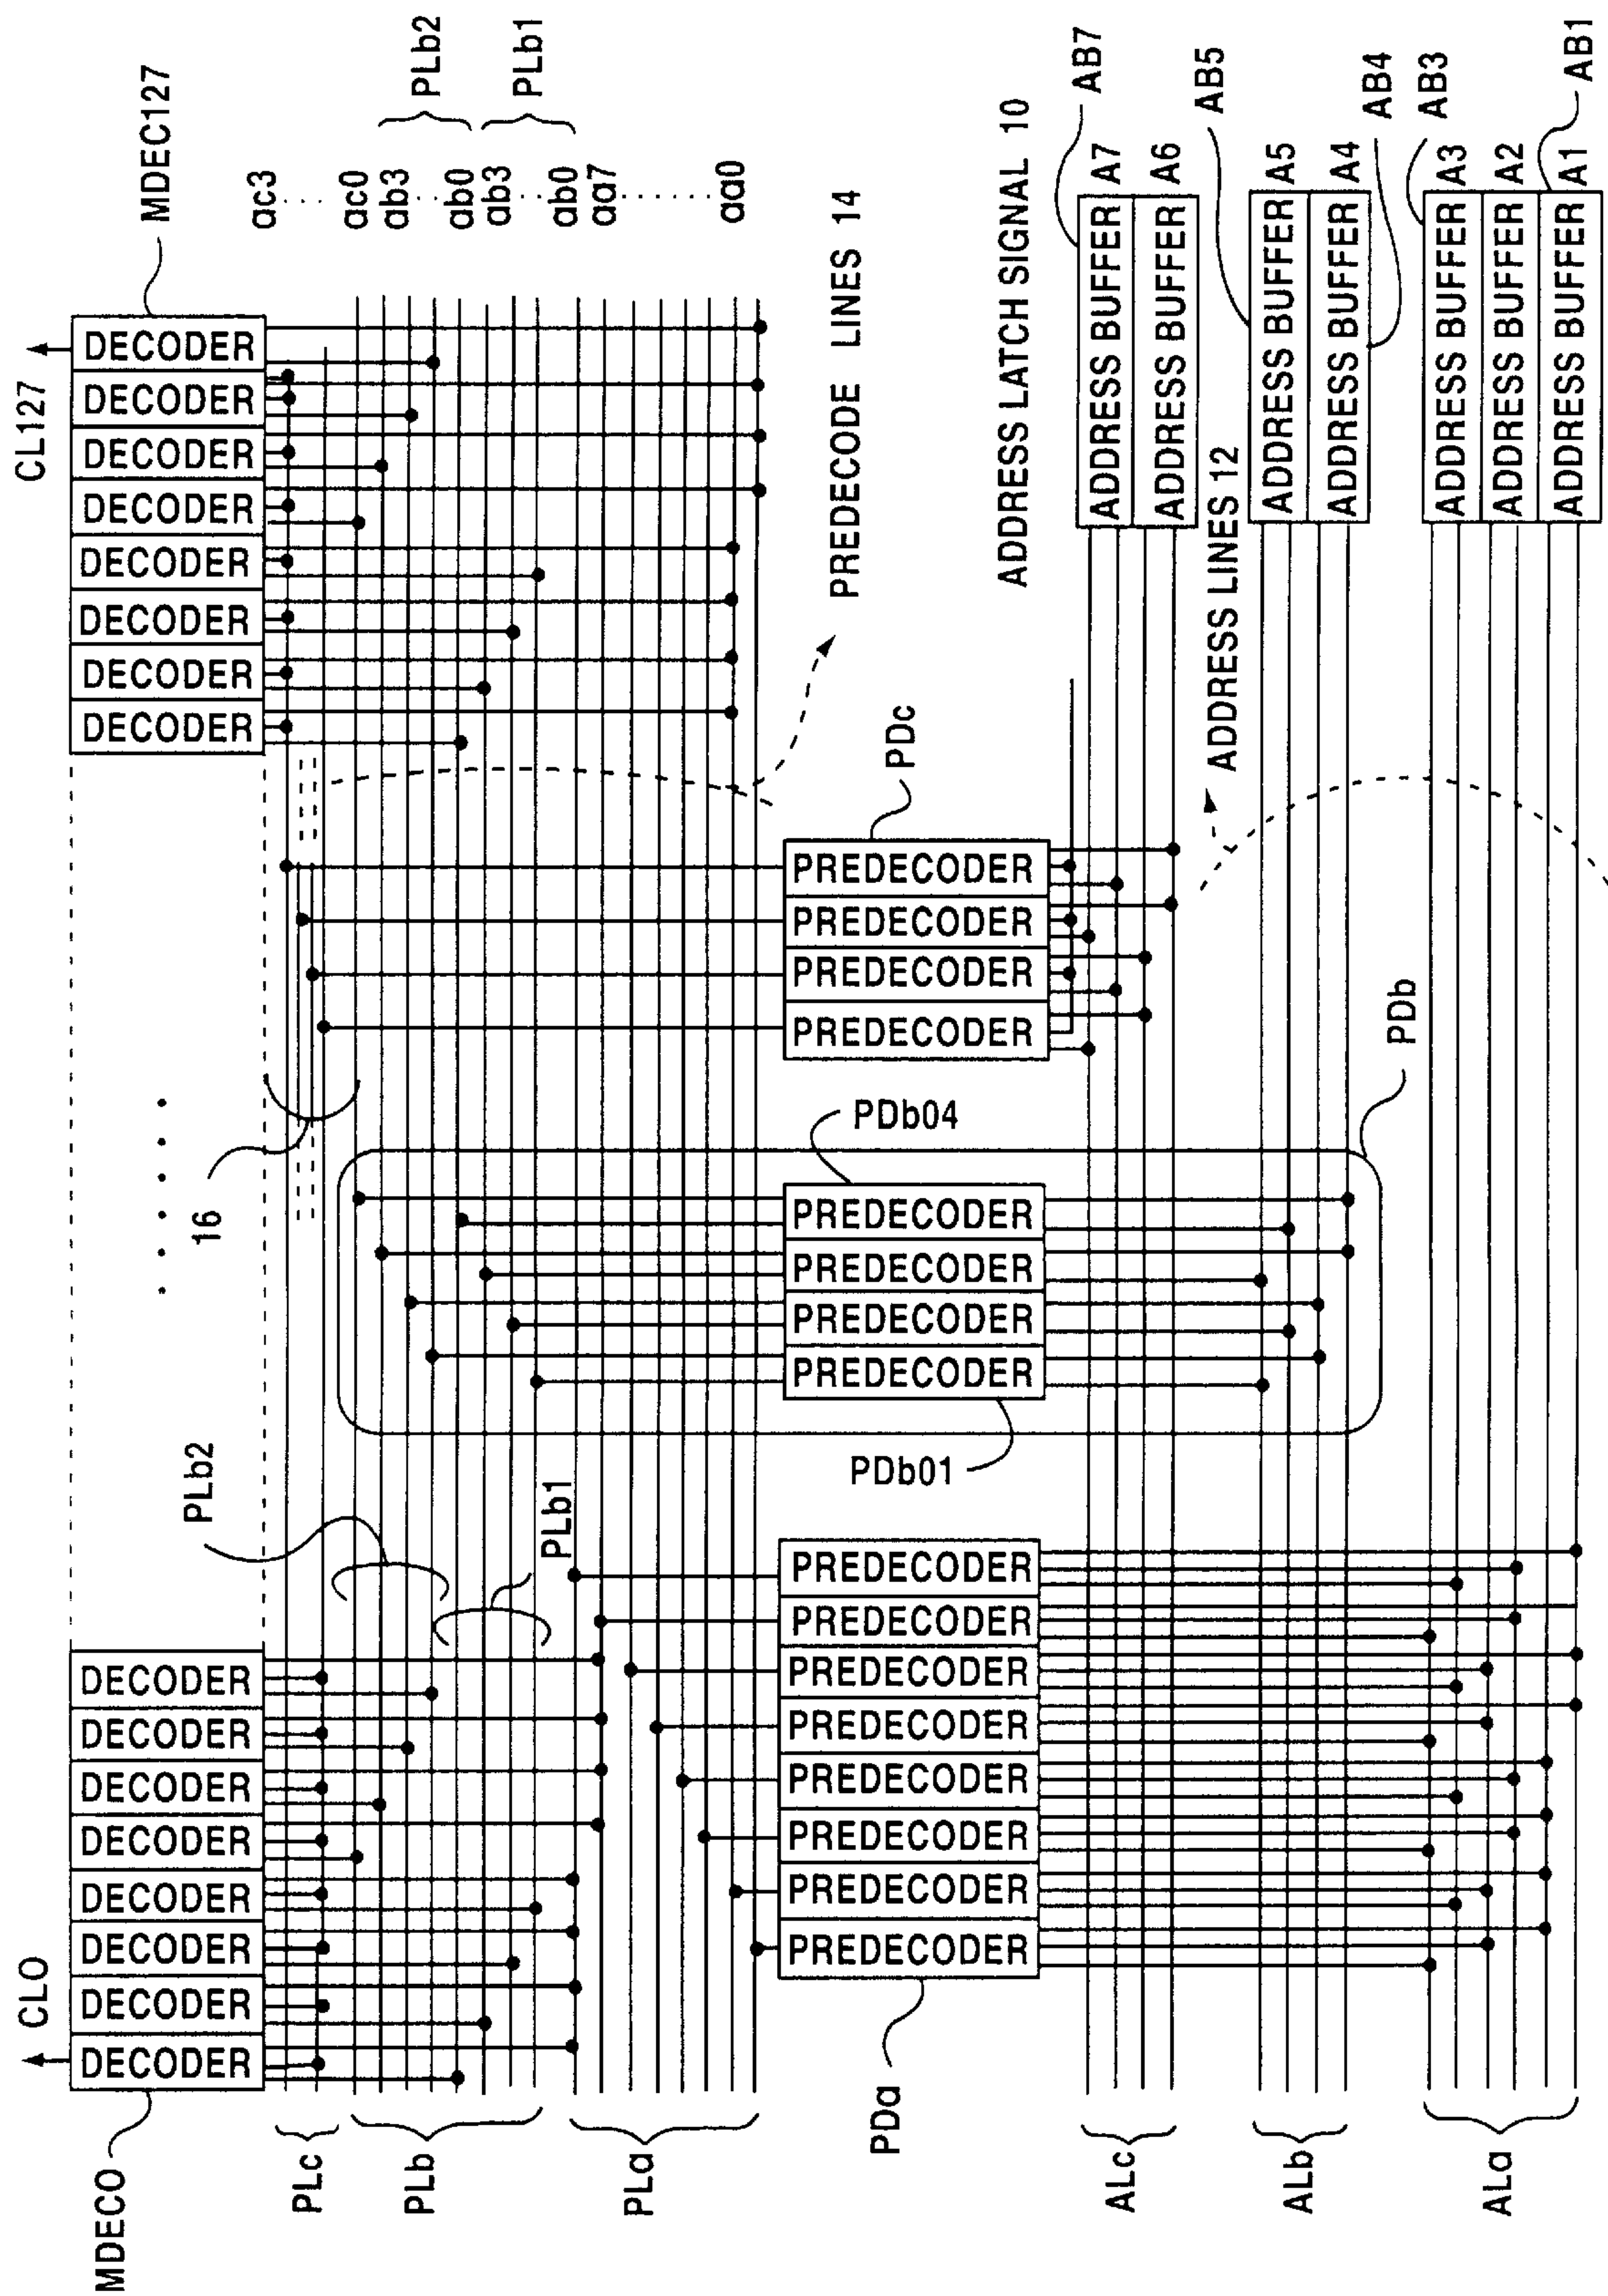 CL127
MDEC127
DECODER
DECODER
DECODER
DECODER
DECODER
DECODER
DECODER
DECODER
ac3
ac0
ab3
ab0
ab3
ab0
aa7
aa0
PLb2
PLb1
PREDECODE LINES 14
ADDRESS LATCH SIGNAL 10
AB7
ADDRESS BUFFER A7
ADDRESS BUFFER A6
ADDRESS LINES 12
AB5
ADDRESS BUFFER A5
ADDRESS BUFFER A4
AB4
AB3
ADDRESS BUFFER A3
ADDRESS BUFFER A2
ADDRESS BUFFER A1
AB1
PDc
PREDECODER
PREDECODER
PREDECODER
PREDECODER
16
PDb04
PDb
PREDECODER
PREDECODER
PREDECODER
PREDECODER
PDb01
PLb2
PLb1
PREDECODER
PREDECODER
PREDECODER
PREDECODER
PREDECODER
PREDECODER
PREDECODER
PREDECODER
PDa
DECODER
DECODER
DECODER
DECODER
DECODER
DECODER
DECODER
DECODER
CLO
MDECO
PLc
PLb
PLa
ALc
ALb
ALa